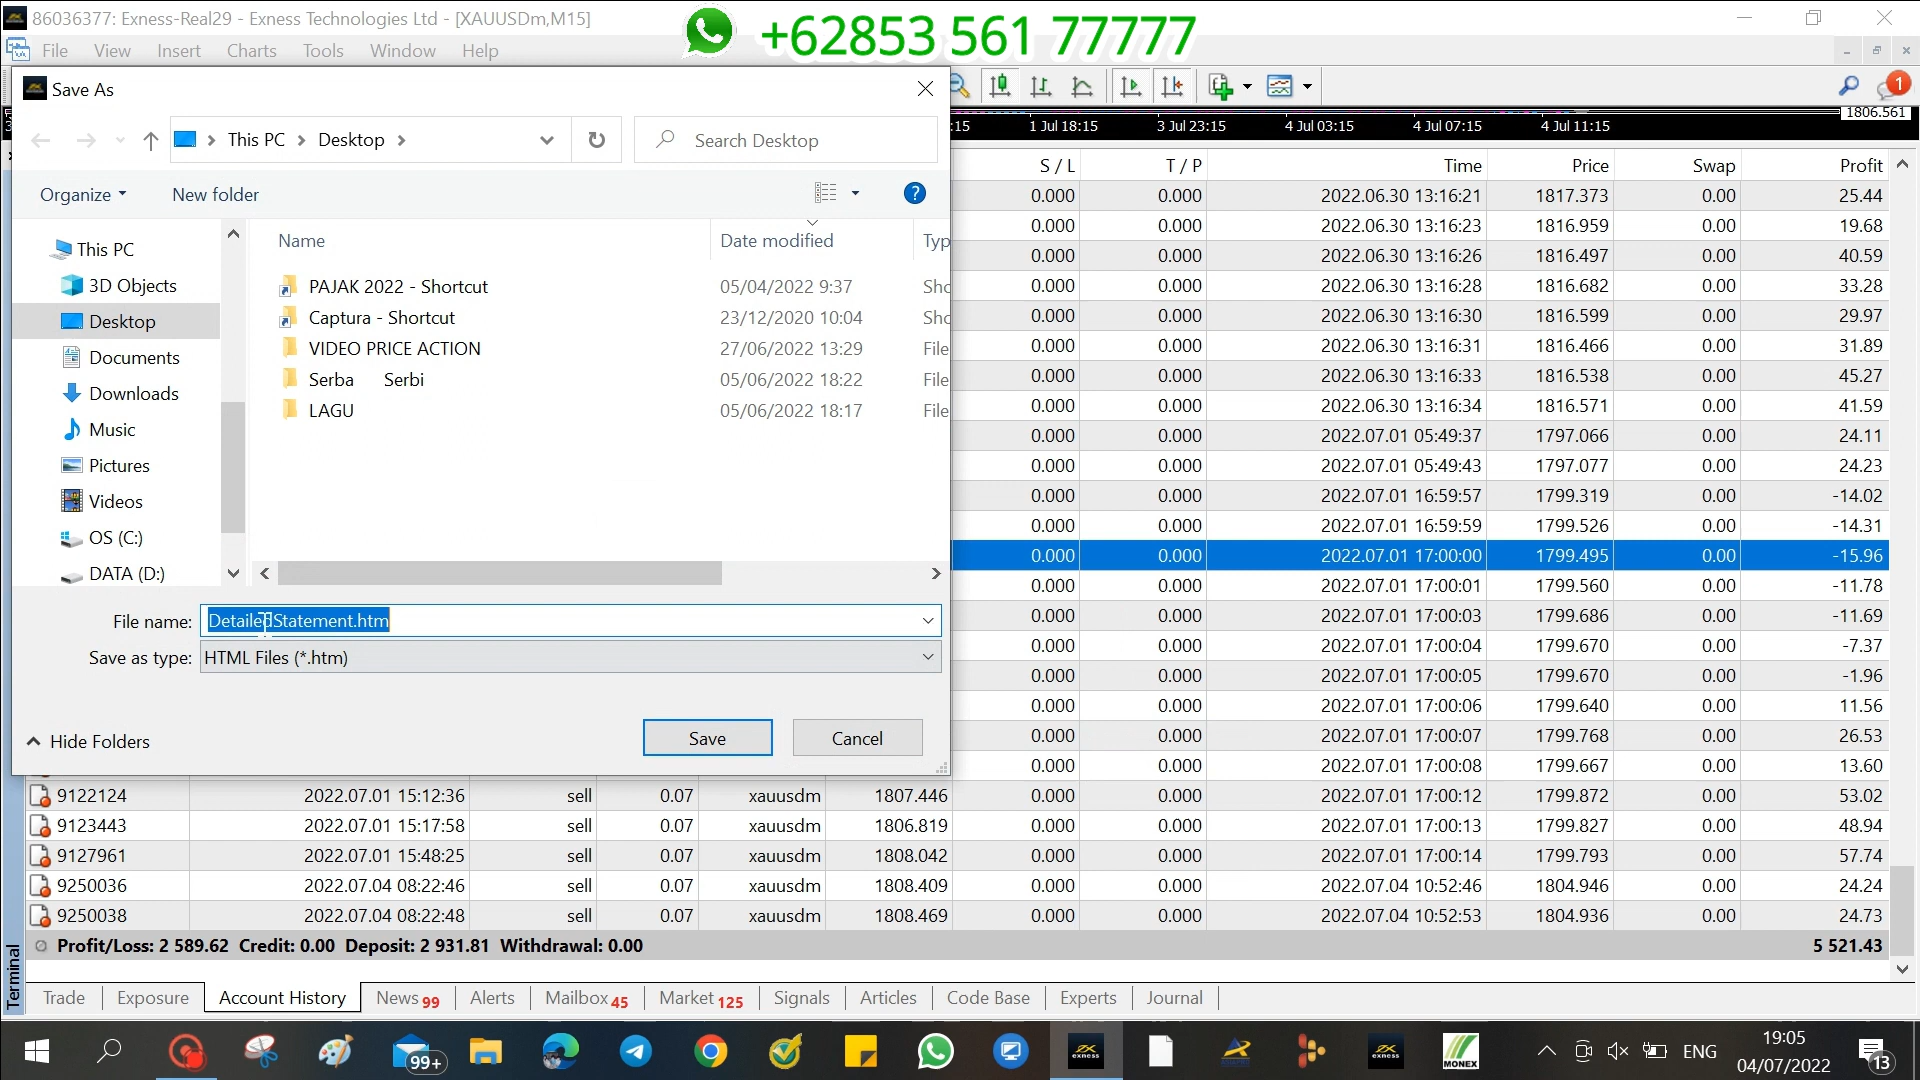 86036377: Exness-Real29 - Exness Technologies Ltd - [XAUUSDm,M15]
+62853 561 77777
File View Insert Charts Tools Window Help
Save As
This PC > Desktop >
Search Desktop
1
:15 1 Jul 18:15 3 Jul 23:15 4 Jul 03:15 4 Jul 07:15 4 Jul 11:15
1806.561
Organize New folder ?
This PC
3D Objects
Desktop
Documents
Downloads
Music
Pictures
Videos
OS (C:)
DATA (D:)
Name Date modified Typ
PAJAK 2022 - Shortcut 05/04/2022 9:37 Shc
Captura - Shortcut 23/12/2020 10:04 Shc
VIDEO PRICE ACTION 27/06/2022 13:29 File
Serba Serbi 05/06/2022 18:22 File
LAGU 05/06/2022 18:17 File
File name: DetailedStatement.htm
Save as type: HTML Files (*.htm)
Hide Folders
Save Cancel
S / L T / P Time Price Swap Profit
0.000 0.000 2022.06.30 13:16:21 1817.373 0.00 25.44
0.000 0.000 2022.06.30 13:16:23 1816.959 0.00 19.68
0.000 0.000 2022.06.30 13:16:26 1816.497 0.00 40.59
0.000 0.000 2022.06.30 13:16:28 1816.682 0.00 33.28
0.000 0.000 2022.06.30 13:16:30 1816.599 0.00 29.97
0.000 0.000 2022.06.30 13:16:31 1816.466 0.00 31.89
0.000 0.000 2022.06.30 13:16:33 1816.538 0.00 45.27
0.000 0.000 2022.06.30 13:16:34 1816.571 0.00 41.59
0.000 0.000 2022.07.01 05:49:37 1797.066 0.00 24.11
0.000 0.000 2022.07.01 05:49:43 1797.077 0.00 24.23
0.000 0.000 2022.07.01 16:59:57 1799.319 0.00 -14.02
0.000 0.000 2022.07.01 16:59:59 1799.526 0.00 -14.31
0.000 0.000 2022.07.01 17:00:00 1799.495 0.00 -15.96
0.000 0.000 2022.07.01 17:00:01 1799.560 0.00 -11.78
0.000 0.000 2022.07.01 17:00:03 1799.686 0.00 -11.69
0.000 0.000 2022.07.01 17:00:04 1799.670 0.00 -7.37
0.000 0.000 2022.07.01 17:00:05 1799.670 0.00 -1.96
0.000 0.000 2022.07.01 17:00:06 1799.640 0.00 11.56
0.000 0.000 2022.07.01 17:00:07 1799.768 0.00 26.53
0.000 0.000 2022.07.01 17:00:08 1799.667 0.00 13.60
9122124 2022.07.01 15:12:36 sell 0.07 xauusdm 1807.446 0.000 0.000 2022.07.01 17:00:12 1799.872 0.00 53.02
9123443 2022.07.01 15:17:58 sell 0.07 xauusdm 1806.819 0.000 0.000 2022.07.01 17:00:13 1799.827 0.00 48.94
9127961 2022.07.01 15:48:25 sell 0.07 xauusdm 1808.042 0.000 0.000 2022.07.01 17:00:14 1799.793 0.00 57.74
9250036 2022.07.04 08:22:46 sell 0.07 xauusdm 1808.409 0.000 0.000 2022.07.04 10:52:46 1804.946 0.00 24.24
9250038 2022.07.04 08:22:48 sell 0.07 xauusdm 1808.469 0.000 0.000 2022.07.04 10:52:53 1804.936 0.00 24.73
Profit/Loss: 2 589.62 Credit: 0.00 Deposit: 2 931.81 Withdrawal: 0.00 5 521.43
Terminal
Trade Exposure Account History News 99 Alerts Mailbox 45 Market 125 Signals Articles Code Base Experts Journal
99+ exness exness MONEX ENG 19:05
04/07/2022 13